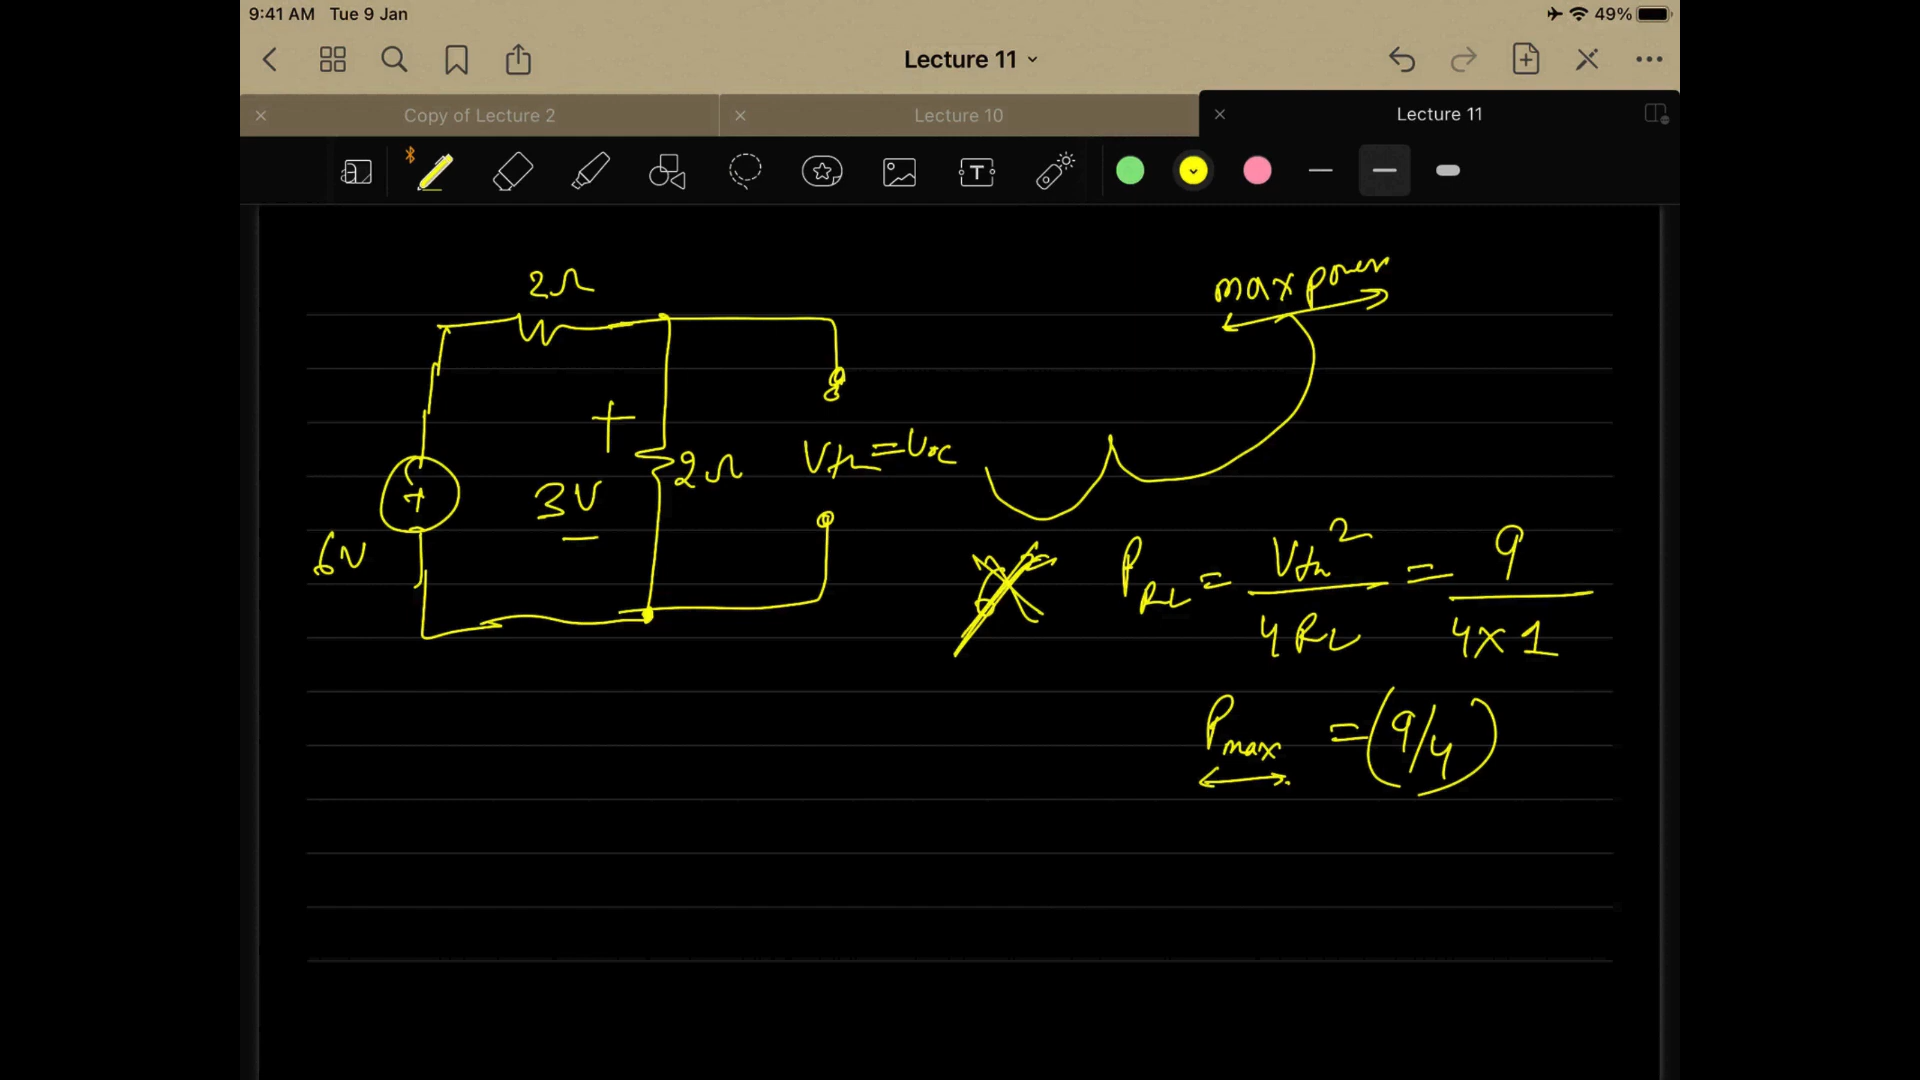 9:41 AM Tue 9 Jan
49%
Lecture 11
Copy of Lecture 2
Lecture 10
Lecture 11
T
2Ω
max power
+
2Ω
Vth = Voc
3V
−
+
6V
P_RL = Vth² / 4RL = 9 / 4×1
Pmax = (9/4)